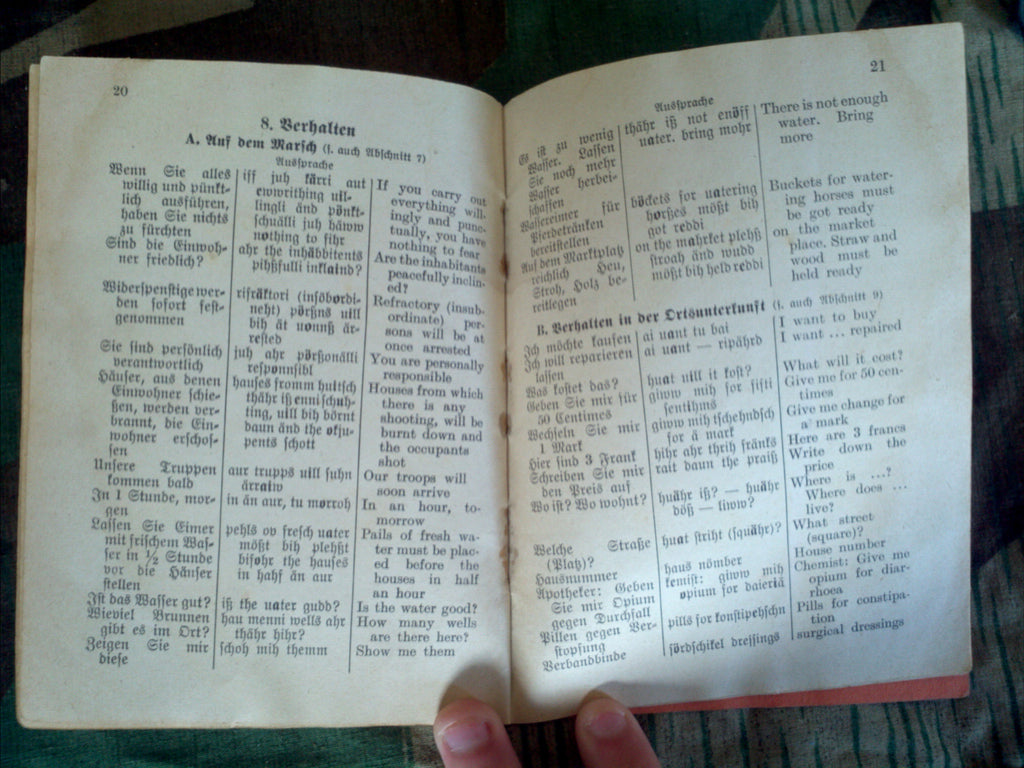 20
8. Verhalten
A. Auf dem Marsch (s. auch Abschnitt 7)
Aussprache
Wenn Sie alles
willig und pünkt-
lich ausführen,
haben Sie nichts
zu fürchten
Sind die Einwoh-
ner friedlich?
Widerspenstige wer-
den sofort fest-
genommen
Sie sind persönlich
verantwortlich
Häuser, aus denen
Einwohner schie-
ßen, werden ver-
brannt, die Ein-
wohner erschos-
sen
Unsere Truppen
kommen bald
In 1 Stunde, mor-
gen
Lassen Sie Eimer
mit frischem Was-
ser in ½ Stunde
vor die Häuser
stellen
Ist das Wasser gut?
Wieviel Brunnen
gibt es im Ort?
Zeigen Sie mir
diese
iff juh kärri aut
ewwrithing uil-
lingli änd pönkt-
schuälli juh häww
nothing to fihr
ahr the inhäbbitents
pihßfulli inklaind?
rifräktori (insöbordi-
neht) pörßns uill
bih ät uonnß är-
rested
juh ahr pörßonälli
responnsibl
hauses fromm huitsch
thähr iß enni schuh-
ting, uill bih börnt
daun änd the okju-
pents schott
aur trupps uill suhn
ärraiw
in än aur, tu morroh
pehls ov fresch uater
mößt bih plehßt
bifohr the hauses
in hahf än aur
iß the uater gudd?
hau menni wells ahr
thähr hihr?
schoh mih themm
If you carry out
everything will-
ingly and punc-
tually, you have
nothing to fear
Are the inhabitants
peacefully inclin-
ed?
Refractory (insub-
ordinate) per-
sons will be at
once arrested
You are personally
responsible
Houses from which
there is any
shooting, will be
burnt down and
the occupants
shot
Our troops will
soon arrive
In an hour, to-
morrow
Pails of fresh wa-
ter must be plac-
ed before the
houses in half
an hour
Is the water good?
How many wells
are there here?
Show me them
21
Aussprache
Es ist zu wenig
Wasser. Lassen
Sie noch mehr
Wasser herbei-
schaffen
Wassereimer für
Pferdetränken
bereitstellen
Auf dem Marktplatz
reichlich Heu,
Stroh, Holz be-
reitlegen
thähr iß not enöff
uater. bring mohr
böckets for uatering
horßes mößt bih
got reddi
on the mahrket plehß
stroah änd wudd
mößt bih held reddi
There is not enough
water. Bring
more
Buckets for water-
ing horses must
be got ready
on the market
place. Straw and
wood must be
held ready
B. Verhalten in der Ortsunterkunft (s. auch Abschnitt 9)
Ich möchte kaufen
Ich will reparieren
lassen
Was kostet das?
Geben Sie mir für
50 Centimes
Wechseln Sie mir
1 Mark
Hier sind 3 Frank
Schreiben Sie mir
den Preis auf
Wo ist? Wo wohnt?
Welche Straße
(Platz)?
Hausnummer
Apotheker: Geben
Sie mir Opium
gegen Durchfall
Pillen gegen Ver-
stopfung
Verbandbinde
ai uant tu bai
ai uant — ripährd
huat uill it kost?
giww mih for fifti
sentihms
giww mih tschehndsch
for ä mark
hihr ahr thrih fränks
rait daun the praiß
huähr iß? — huähr
döß — liww?
huat striht (squähr)?
haus nömber
kemist: giww mih
opium for daieriä
pills for konstipehschn
sördschikel dressings
I want to buy
I want ... repaired
What will it cost?
Give me for 50 cen-
times
Give me change for
a mark
Here are 3 francs
Write down the
price
Where is ...?
Where does ...
live?
What street
(square)?
House number
Chemist: Give me
opium for diar-
rhoea
Pills for constipa-
tion
surgical dressings